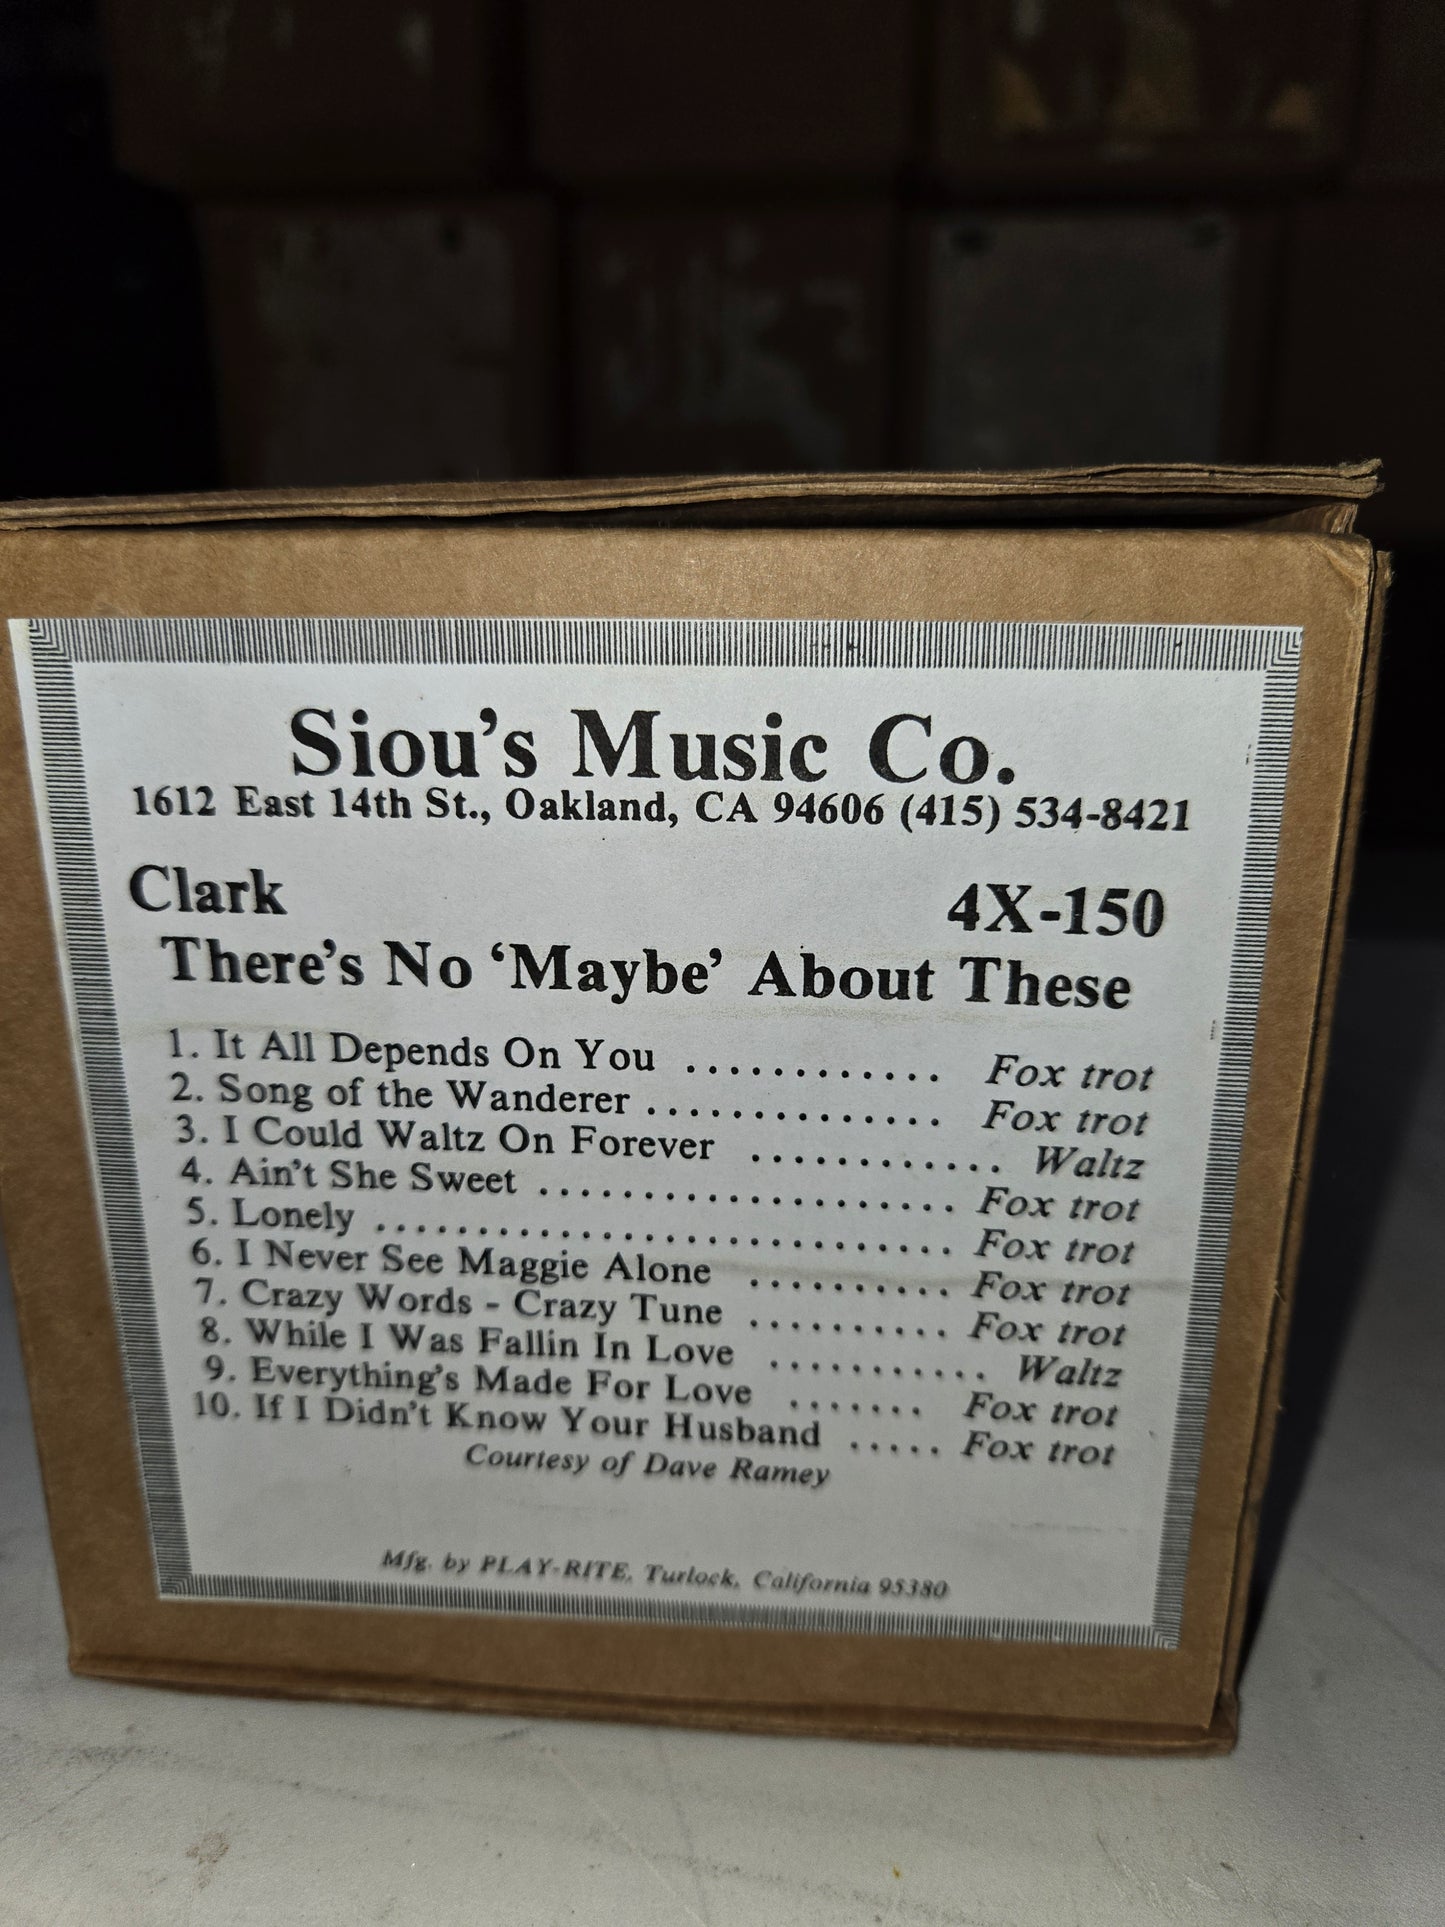 Siou's Music Co.
1612 East 14th St., Oakland, CA 94606 (415) 534-8421
Clark 4X-150
There's No ‘Maybe’ About These
1. It All Depends On You ............ Fox trot
2. Song of the Wanderer .............. Fox trot
3. I Could Waltz On Forever ............ Waltz
4. Ain't She Sweet .................... Fox trot
5. Lonely ............................ Fox trot
6. I Never See Maggie Alone .......... Fox trot
7. Crazy Words - Crazy Tune .......... Fox trot
8. While I Was Fallin In Love ........... Waltz
9. Everything's Made For Love ....... Fox trot
10. If I Didn't Know Your Husband ..... Fox trot
Courtesy of Dave Ramey
Mfg. by PLAY-RITE, Turlock, California 95380